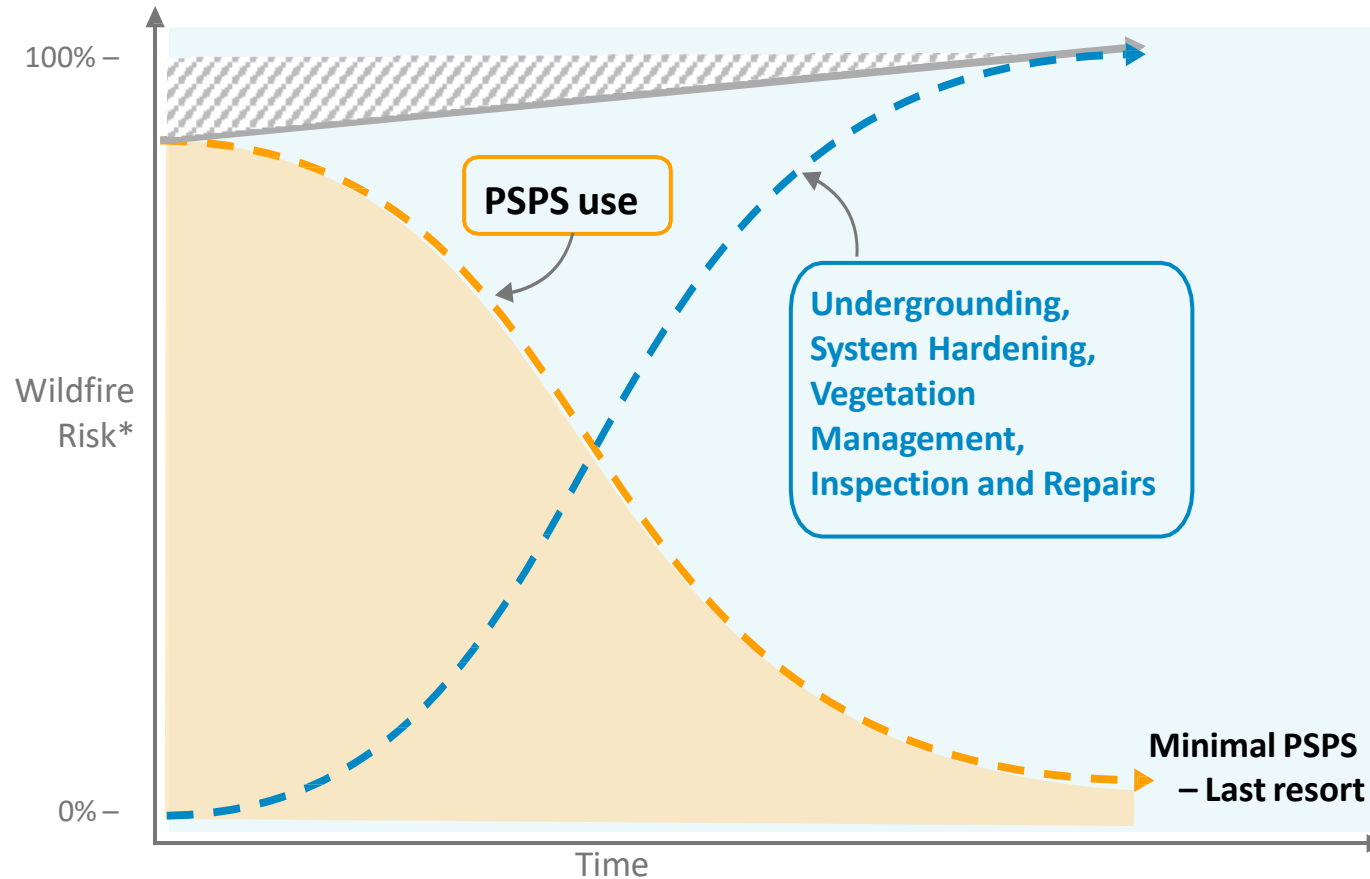 100% –
PSPS use
Undergrounding,
System Hardening,
Vegetation
Management,
Inspection and Repairs
Wildfire
Risk*
Minimal PSPS
– Last resort
0% –
Time